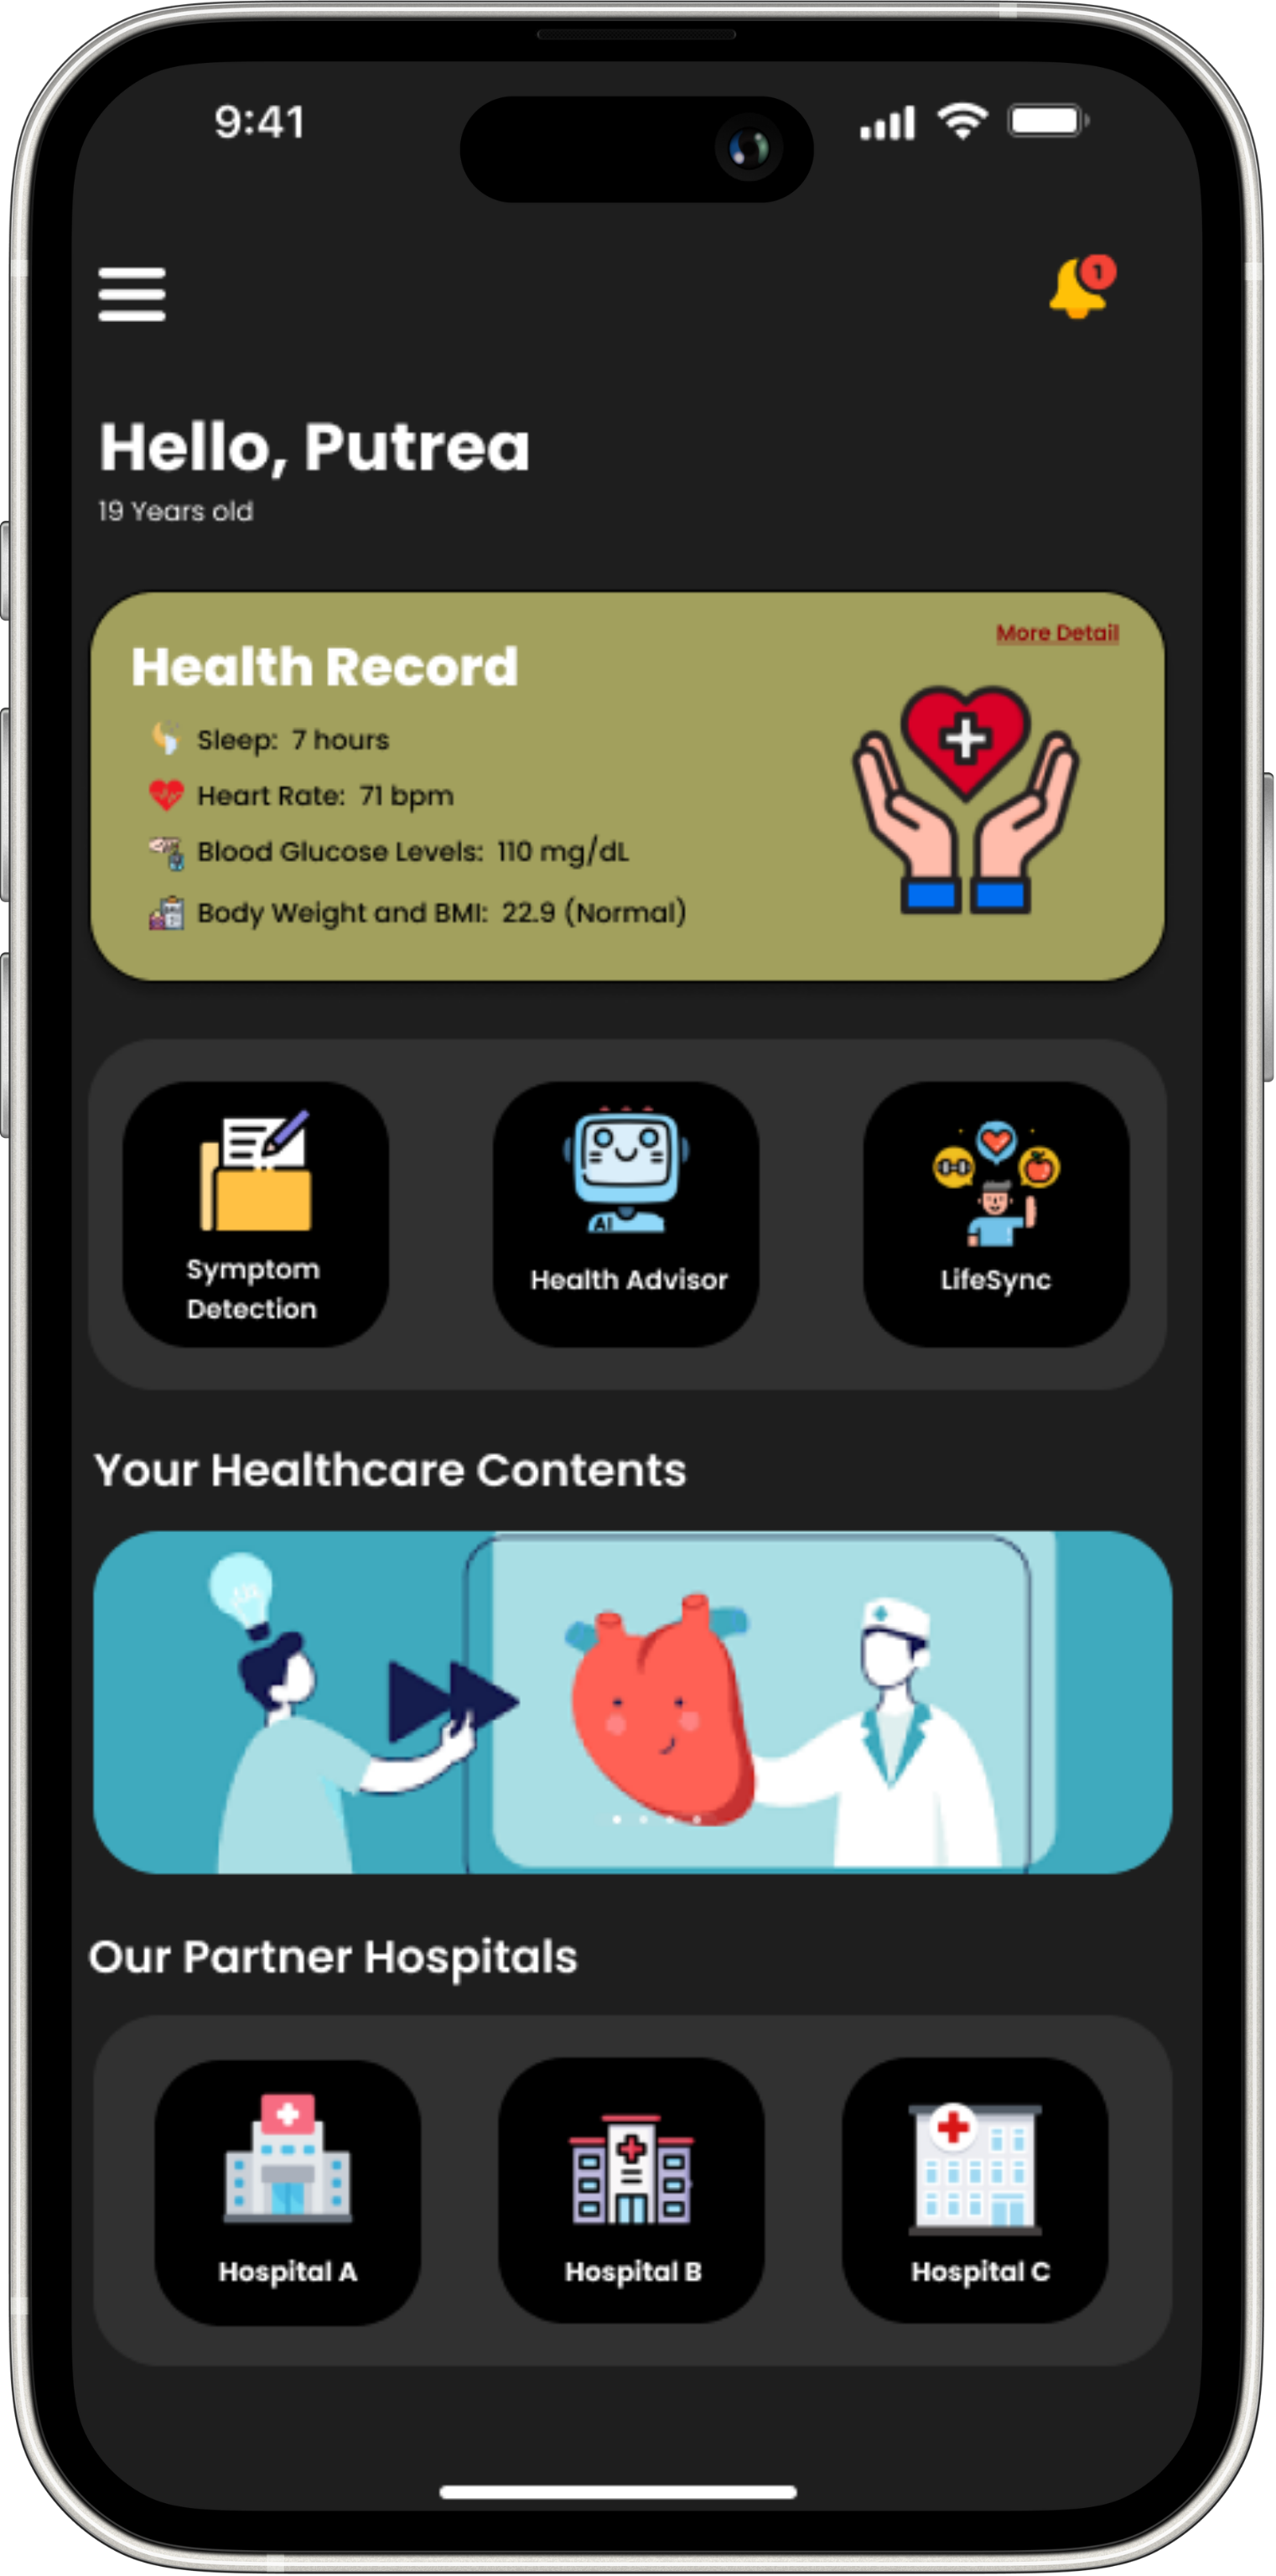 9:41
1
Hello, Putrea
19 Years old
More Detail
Health Record
Sleep: 7 hours
Heart Rate: 71 bpm
Blood Glucose Levels: 110 mg/dL
Body Weight and BMI: 22.9 (Normal)
AI
Symptom
Detection
Health Advisor
LifeSync
Your Healthcare Contents
Our Partner Hospitals
Hospital A
Hospital B
Hospital C